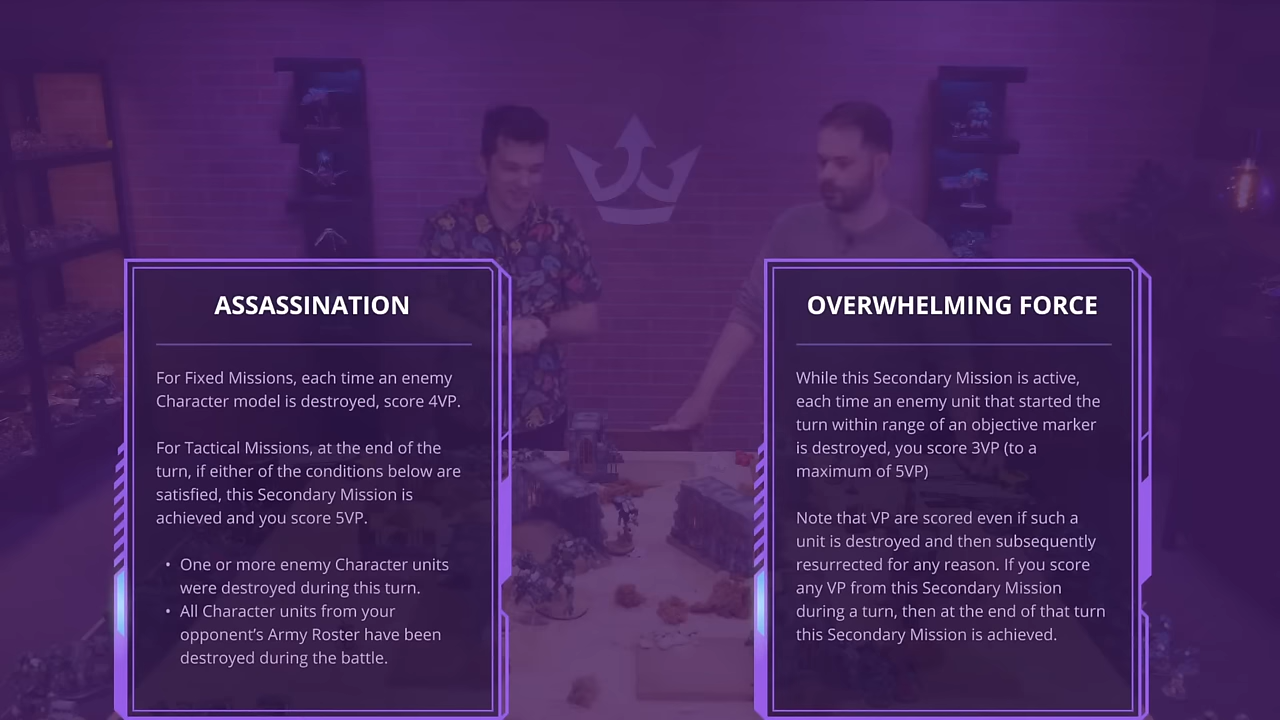 ASSASSINATION
For Fixed Missions, each time an enemy
Character model is destroyed, score 4VP.
For Tactical Missions, at the end of the
turn, if either of the conditions below are
satisfied, this Secondary Mission is
achieved and you score 5VP.
• One or more enemy Character units
were destroyed during this turn.
• All Character units from your
opponent’s Army Roster have been
destroyed during the battle.
OVERWHELMING FORCE
While this Secondary Mission is active,
each time an enemy unit that started the
turn within range of an objective marker
is destroyed, you score 3VP (to a
maximum of 5VP)
Note that VP are scored even if such a
unit is destroyed and then subsequently
resurrected for any reason. If you score
any VP from this Secondary Mission
during a turn, then at the end of that turn
this Secondary Mission is achieved.